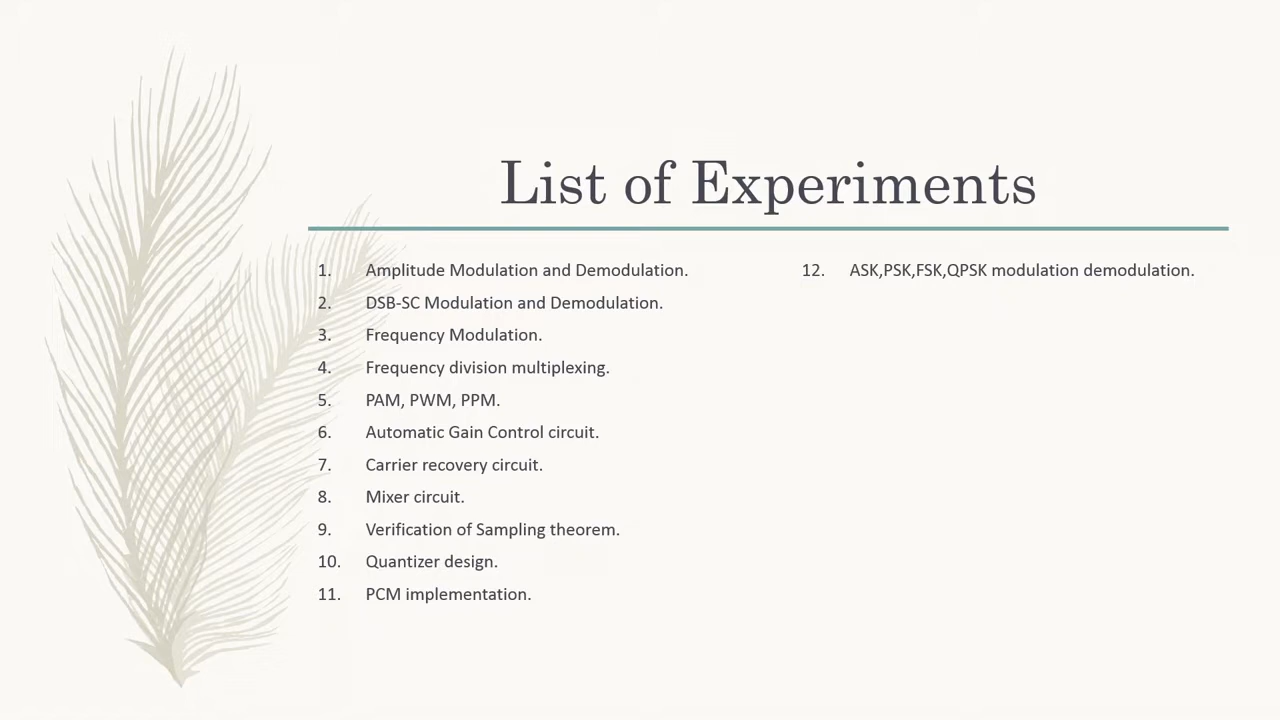 List of Experiments
1. Amplitude Modulation and Demodulation.
2. DSB-SC Modulation and Demodulation.
3. Frequency Modulation.
4. Frequency division multiplexing.
5. PAM, PWM, PPM.
6. Automatic Gain Control circuit.
7. Carrier recovery circuit.
8. Mixer circuit.
9. Verification of Sampling theorem.
10. Quantizer design.
11. PCM implementation.
12. ASK,PSK,FSK,QPSK modulation demodulation.